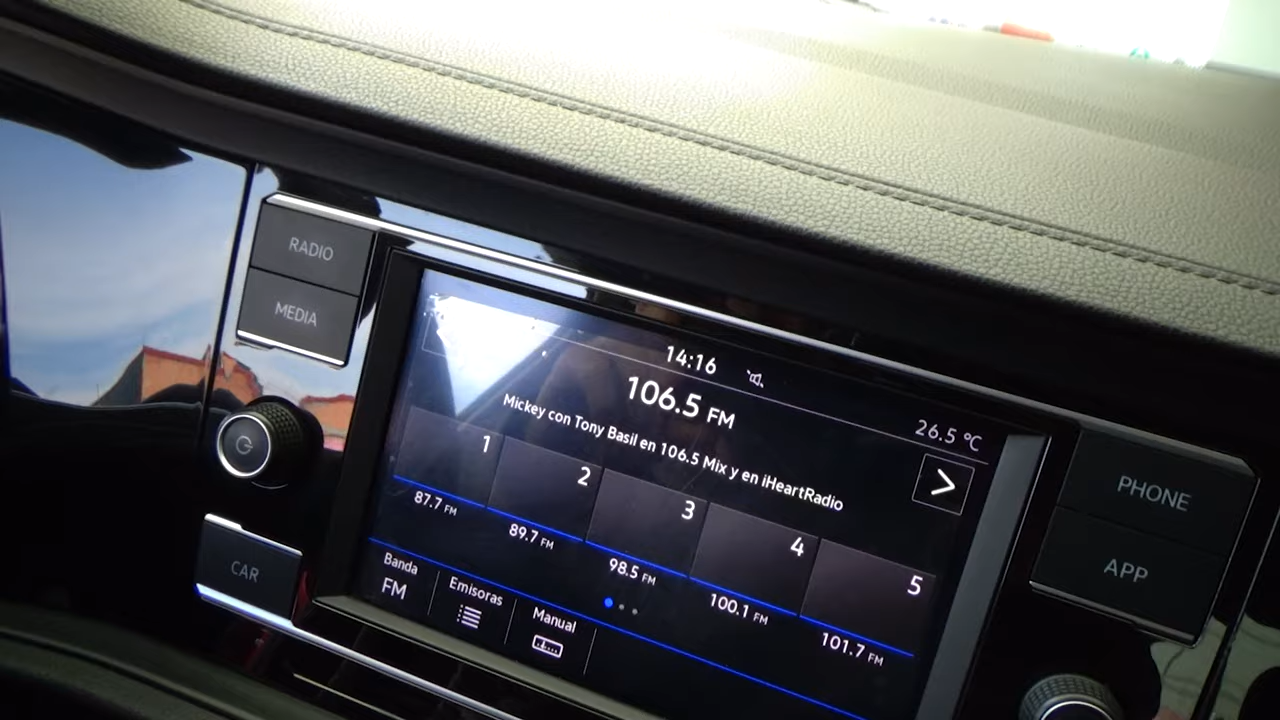 RADIO
MEDIA
14:16
106.5 FM
26.5 °C
Mickey con Tony Basil en 106.5 Mix y en iHeartRadio
1
2
3
4
5
87.7 FM
89.7 FM
98.5 FM
100.1 FM
101.7 FM
Banda
FM
Emisoras
Manual
CAR
PHONE
APP